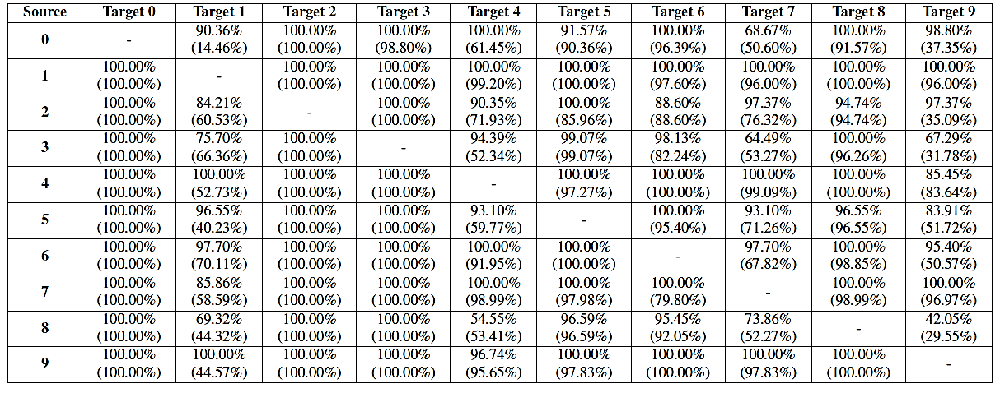 Source Target 0 Target 1 Target 2 Target 3 Target 4 Target 5 Target 6 Target 7 Target 8 Target 9
0 - 90.36% 100.00% 100.00% 100.00% 91.57% 100.00% 68.67% 100.00% 98.80%
(14.46%) (100.00%) (98.80%) (61.45%) (90.36%) (96.39%) (50.60%) (91.57%) (37.35%)
1 100.00% - 100.00% 100.00% 100.00% 100.00% 100.00% 100.00% 100.00% 100.00%
(100.00%) (100.00%) (100.00%) (99.20%) (100.00%) (97.60%) (96.00%) (100.00%) (96.00%)
2 100.00% 84.21% - 100.00% 90.35% 100.00% 88.60% 97.37% 94.74% 97.37%
(100.00%) (60.53%) (100.00%) (71.93%) (85.96%) (88.60%) (76.32%) (94.74%) (35.09%)
3 100.00% 75.70% 100.00% - 94.39% 99.07% 98.13% 64.49% 100.00% 67.29%
(100.00%) (66.36%) (100.00%) (52.34%) (99.07%) (82.24%) (53.27%) (96.26%) (31.78%)
4 100.00% 100.00% 100.00% 100.00% - 100.00% 100.00% 100.00% 100.00% 85.45%
(100.00%) (52.73%) (100.00%) (100.00%) (97.27%) (100.00%) (99.09%) (100.00%) (83.64%)
5 100.00% 96.55% 100.00% 100.00% 93.10% - 100.00% 93.10% 96.55% 83.91%
(100.00%) (40.23%) (100.00%) (100.00%) (59.77%) (95.40%) (71.26%) (96.55%) (51.72%)
6 100.00% 97.70% 100.00% 100.00% 100.00% 100.00% - 97.70% 100.00% 95.40%
(100.00%) (70.11%) (100.00%) (100.00%) (91.95%) (100.00%) (67.82%) (98.85%) (50.57%)
7 100.00% 85.86% 100.00% 100.00% 100.00% 100.00% 100.00% - 100.00% 100.00%
(100.00%) (58.59%) (100.00%) (100.00%) (98.99%) (97.98%) (79.80%) (98.99%) (96.97%)
8 100.00% 69.32% 100.00% 100.00% 54.55% 96.59% 95.45% 73.86% - 42.05%
(100.00%) (44.32%) (100.00%) (100.00%) (53.41%) (96.59%) (92.05%) (52.27%) (29.55%)
9 100.00% 100.00% 100.00% 100.00% 96.74% 100.00% 100.00% 100.00% 100.00% -
(100.00%) (44.57%) (100.00%) (100.00%) (95.65%) (97.83%) (100.00%) (97.83%) (100.00%)